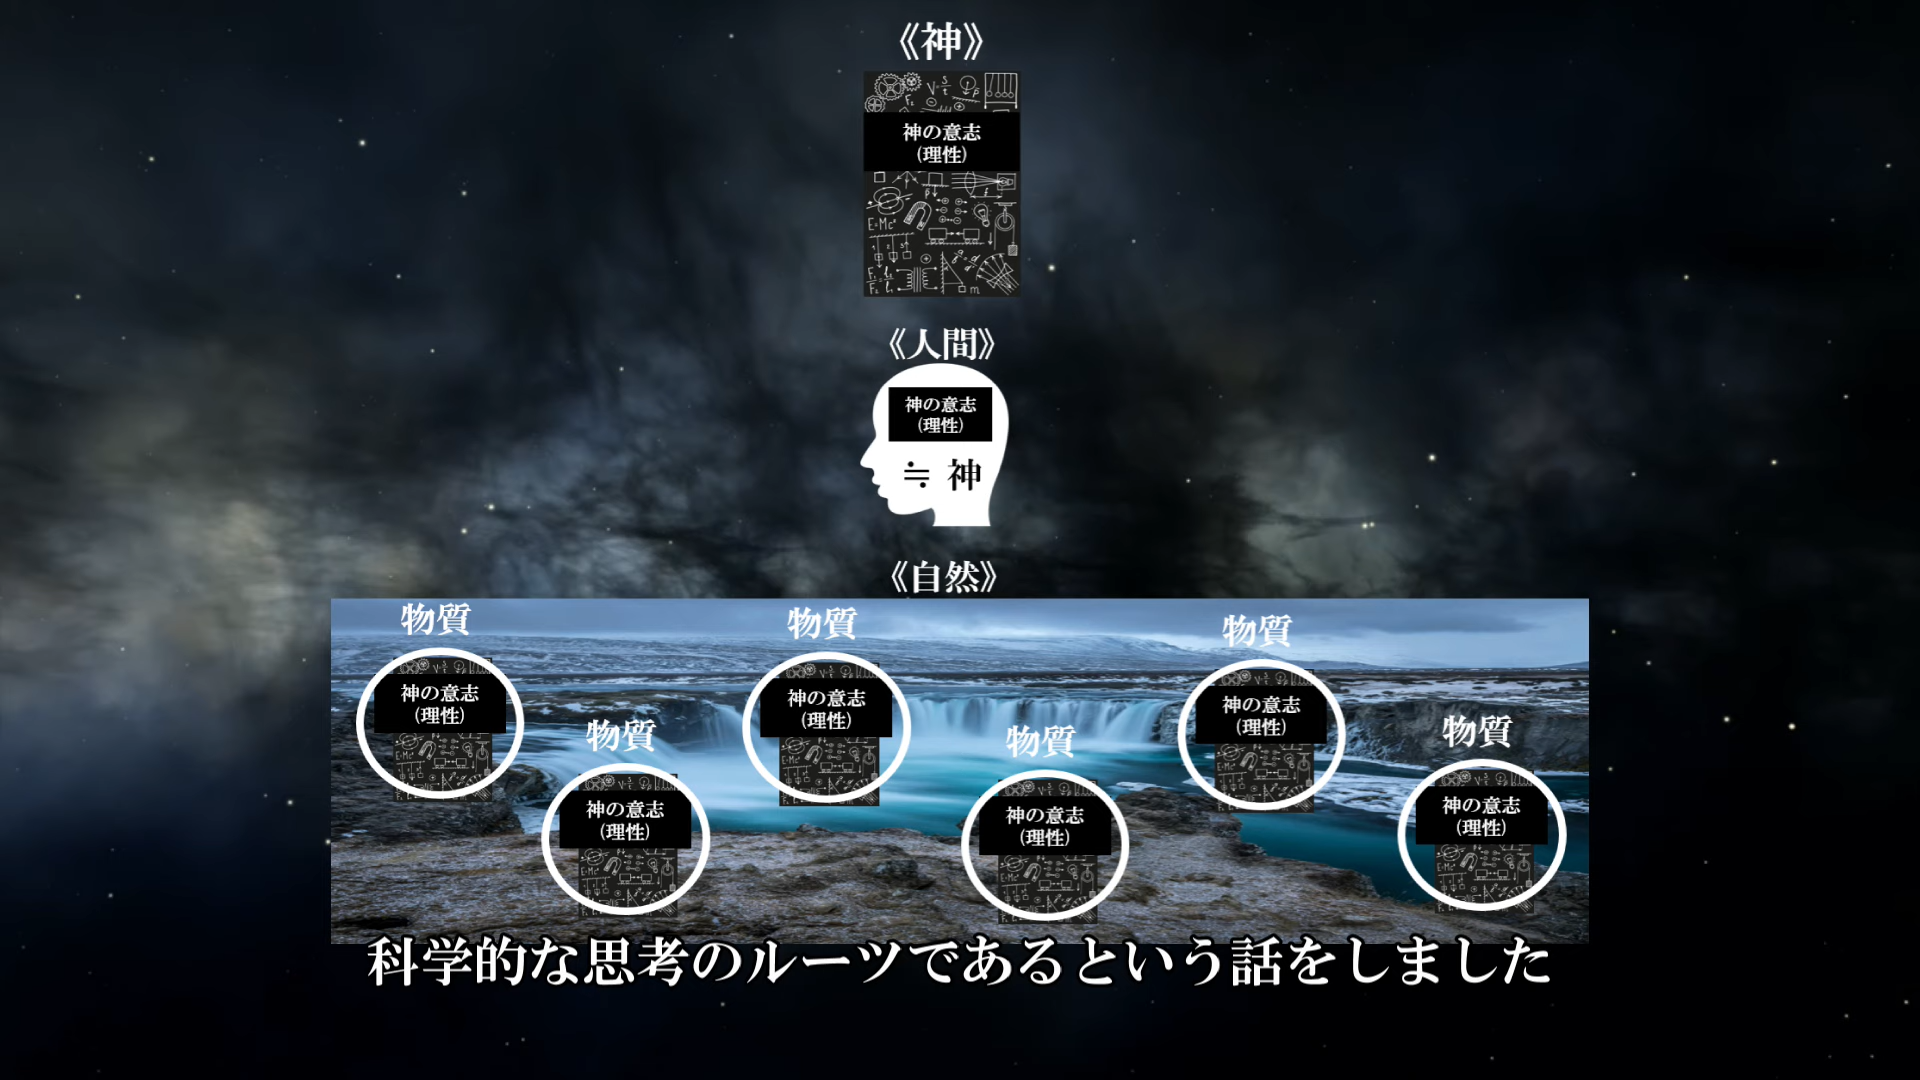 《神》
神の意志
(理性)
《人間》
神の意志
(理性)
≒ 神
《自然》
物質
神の意志
(理性)
物質
神の意志
(理性)
物質
神の意志
(理性)
物質
神の意志
(理性)
物質
神の意志
(理性)
物質
神の意志
(理性)
科学的な思考のルーツであるという話をしました